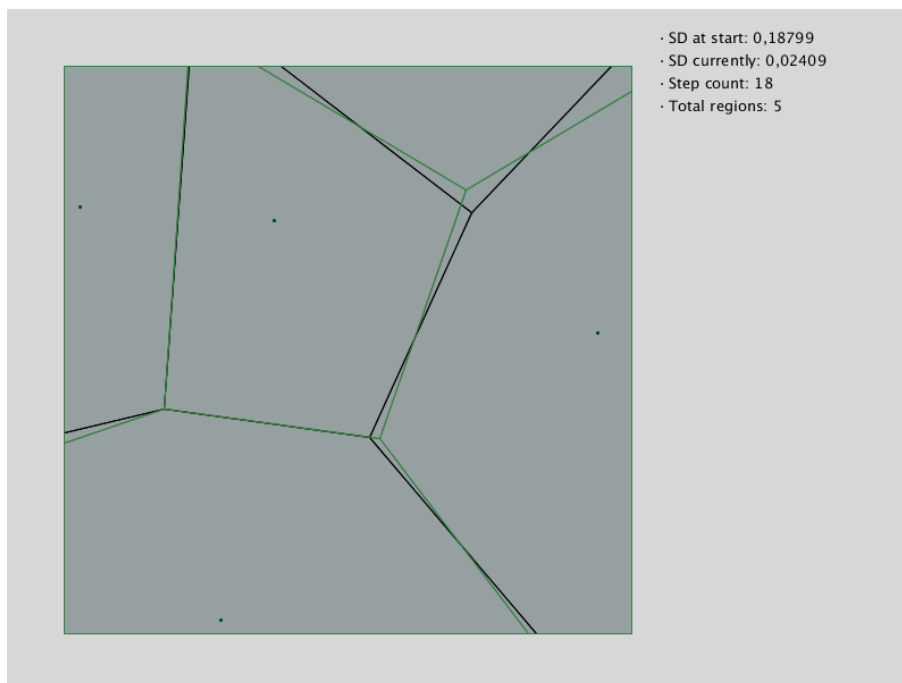 · SD at start: 0,18799
· SD currently: 0,02409
· Step count: 18
· Total regions: 5